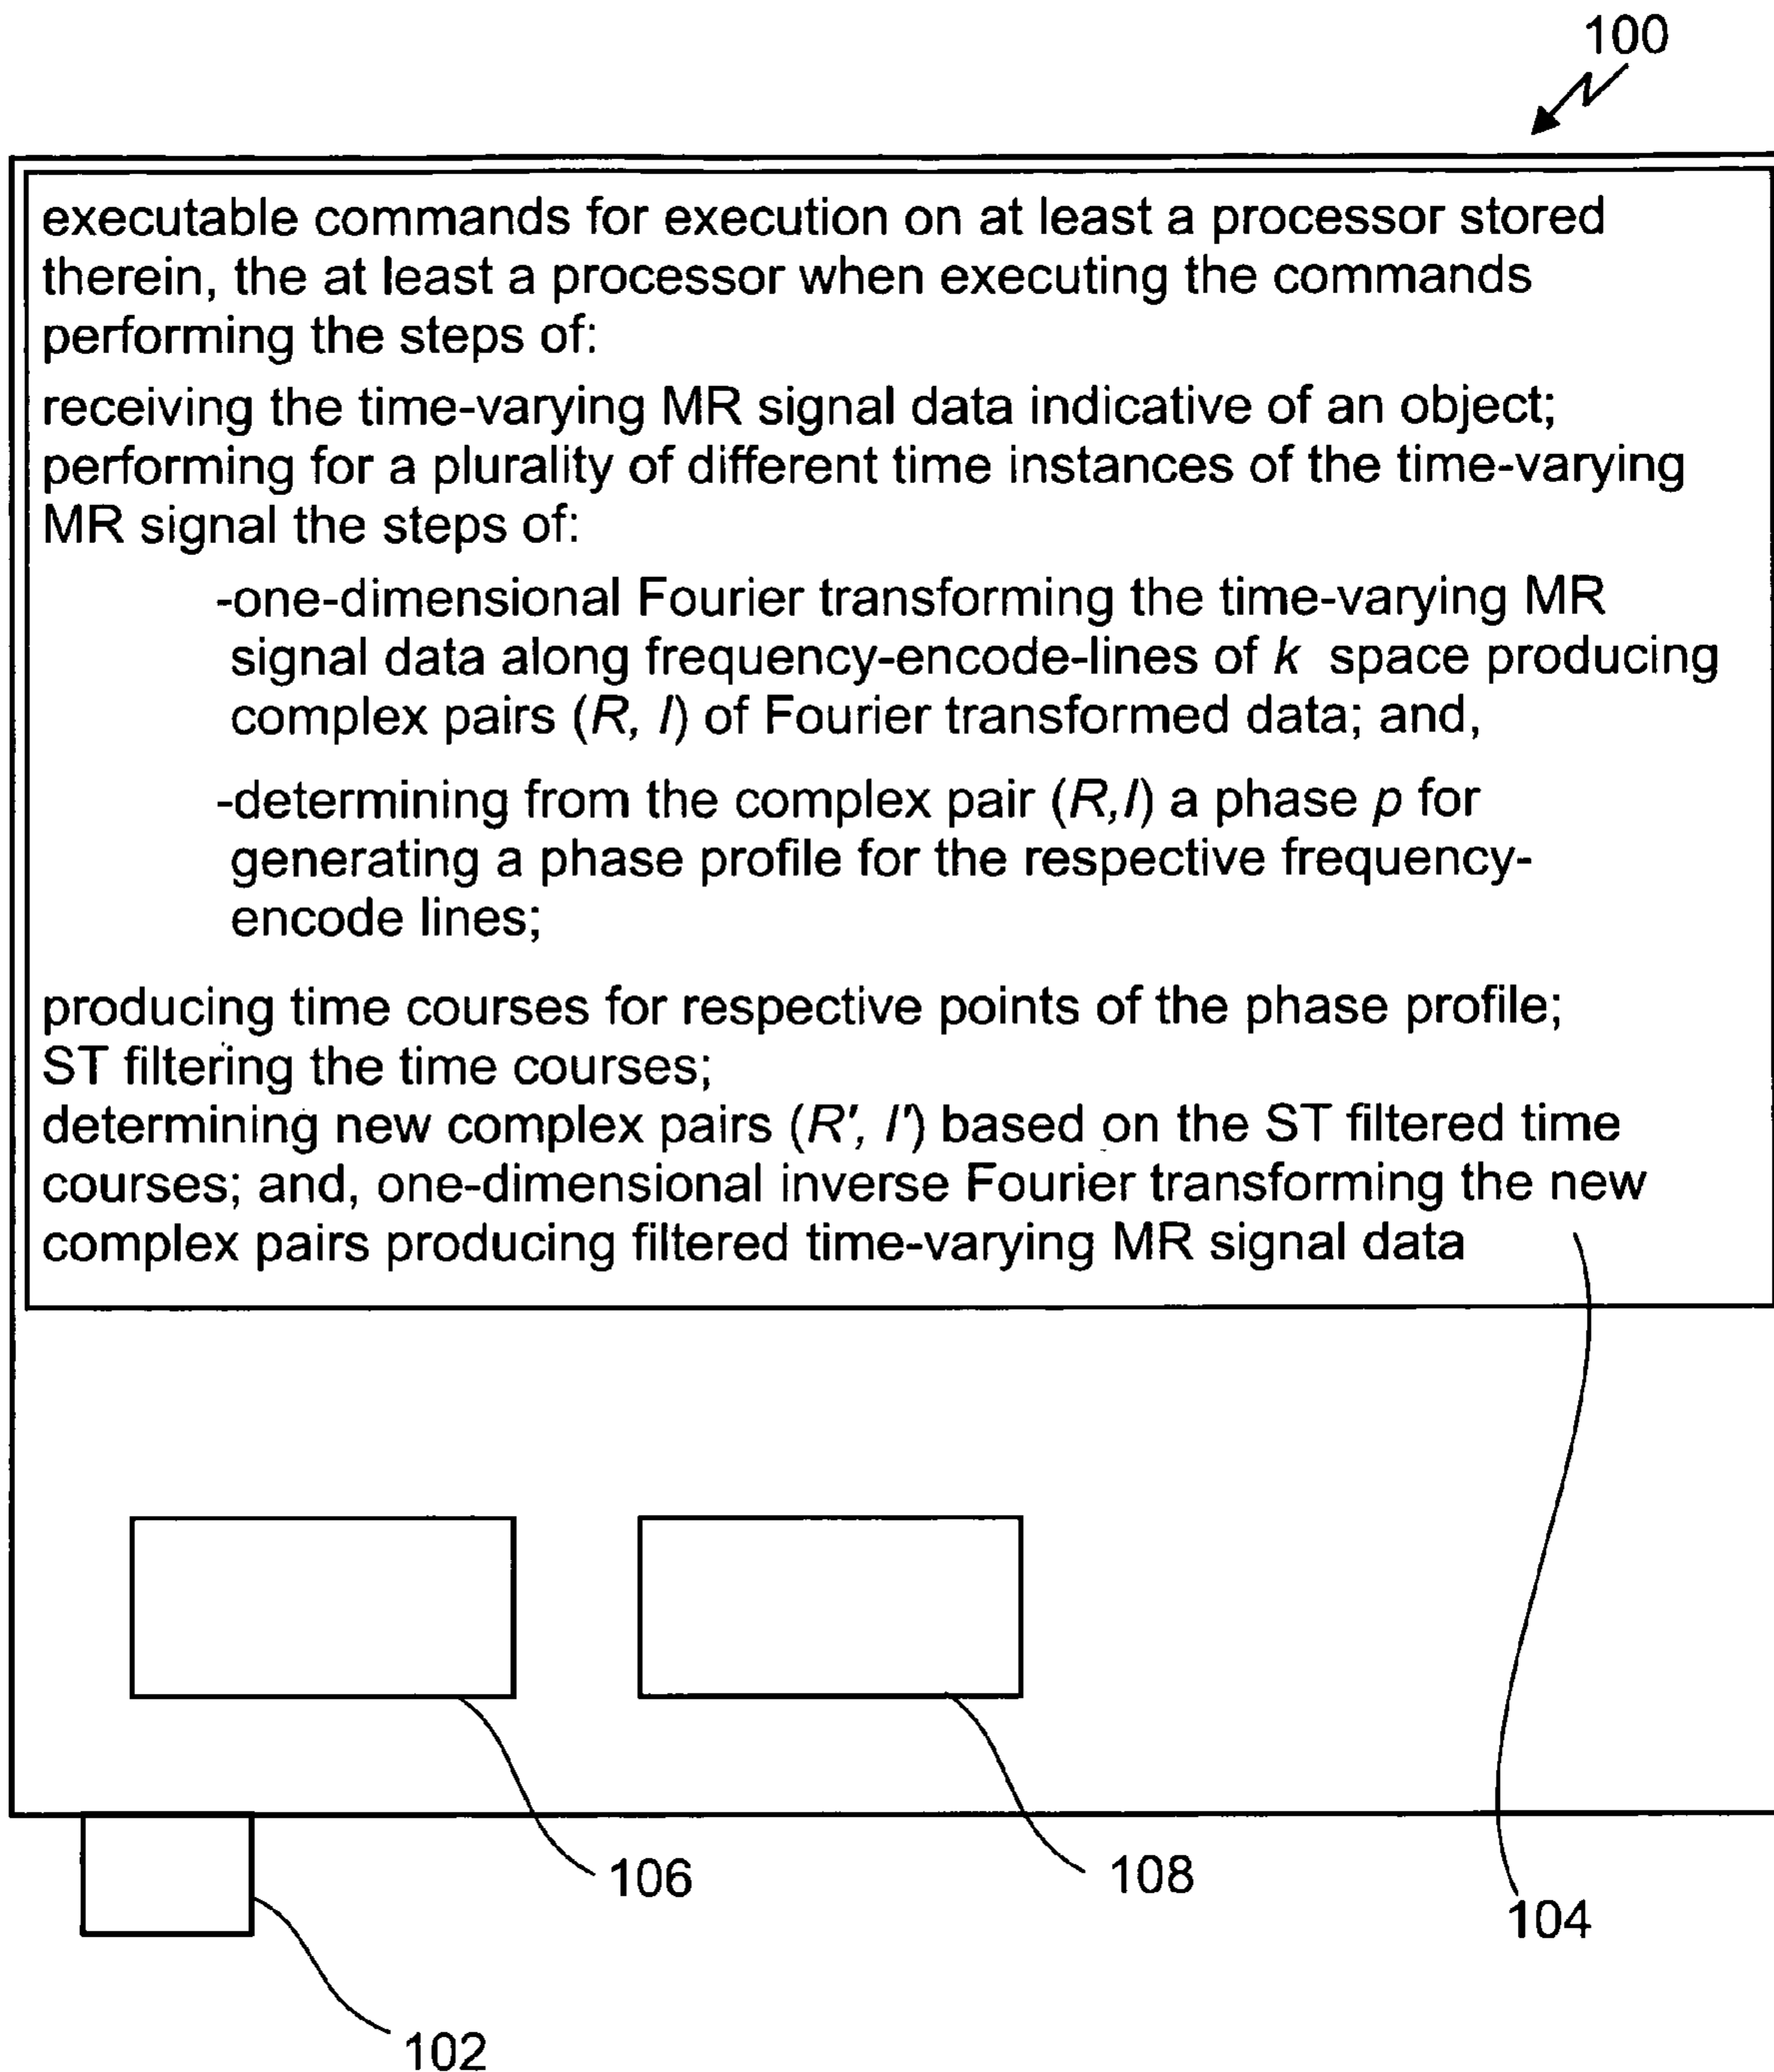 100
executable commands for execution on at least a processor stored
therein, the at least a processor when executing the commands
performing the steps of:
receiving the time-varying MR signal data indicative of an object;
performing for a plurality of different time instances of the time-varying
MR signal the steps of:
-one-dimensional Fourier transforming the time-varying MR
signal data along frequency-encode-lines of k space producing
complex pairs (R, I) of Fourier transformed data; and,
-determining from the complex pair (R,I) a phase p for
generating a phase profile for the respective frequency-
encode lines;
producing time courses for respective points of the phase profile;
ST filtering the time courses;
determining new complex pairs (R', I') based on the ST filtered time
courses; and, one-dimensional inverse Fourier transforming the new
complex pairs producing filtered time-varying MR signal data
106
108
104
102